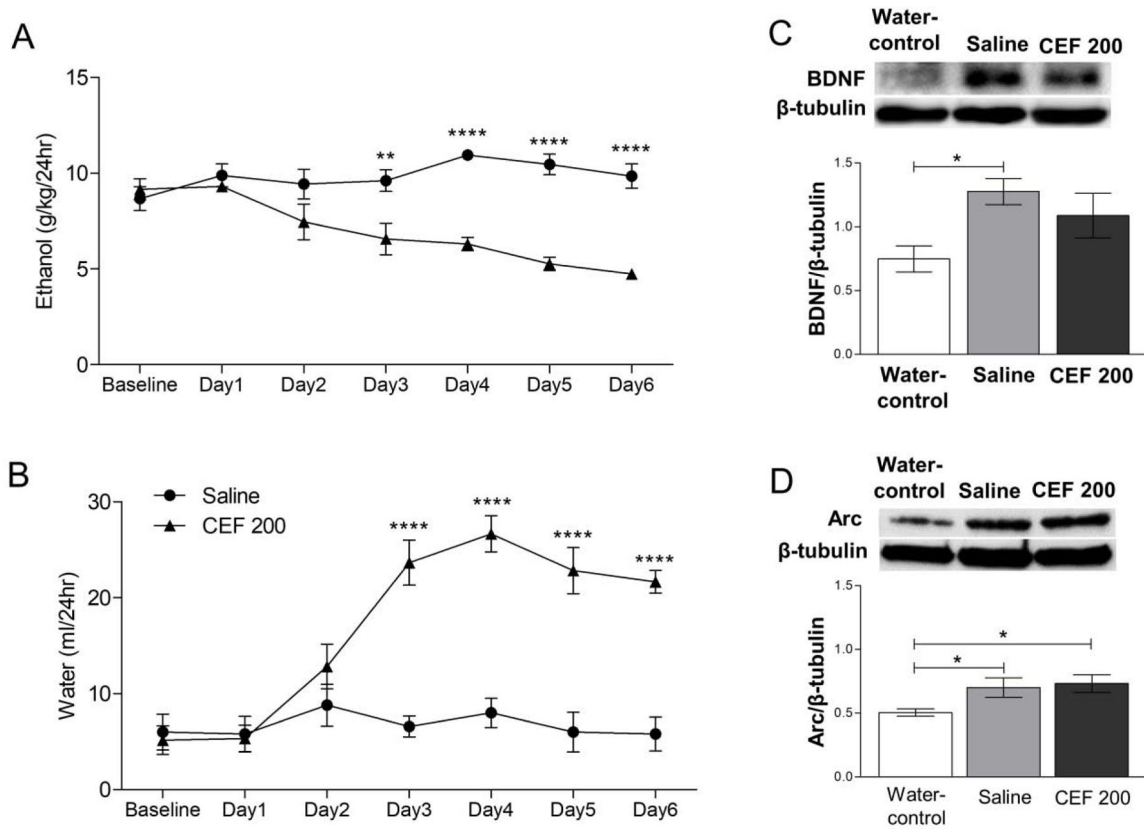 A
15
10
5
0
Ethanol (g/kg/24hr)
**
****
****
****
Baseline Day1 Day2 Day3 Day4 Day5 Day6
B
Saline
CEF 200
30
20
10
0
Water (ml/24hr)
****
****
****
****
Baseline Day1 Day2 Day3 Day4 Day5 Day6
C
Water-
control Saline CEF 200
BDNF
β-tubulin
1.5
1.0
0.5
0.0
BDNF/β-tubulin
*
Water-
control Saline CEF 200
D
Water-
control Saline CEF 200
Arc
β-tubulin
1.5
1.0
0.5
0.0
Arc/β-tubulin
*
*
Water-
control Saline CEF 200